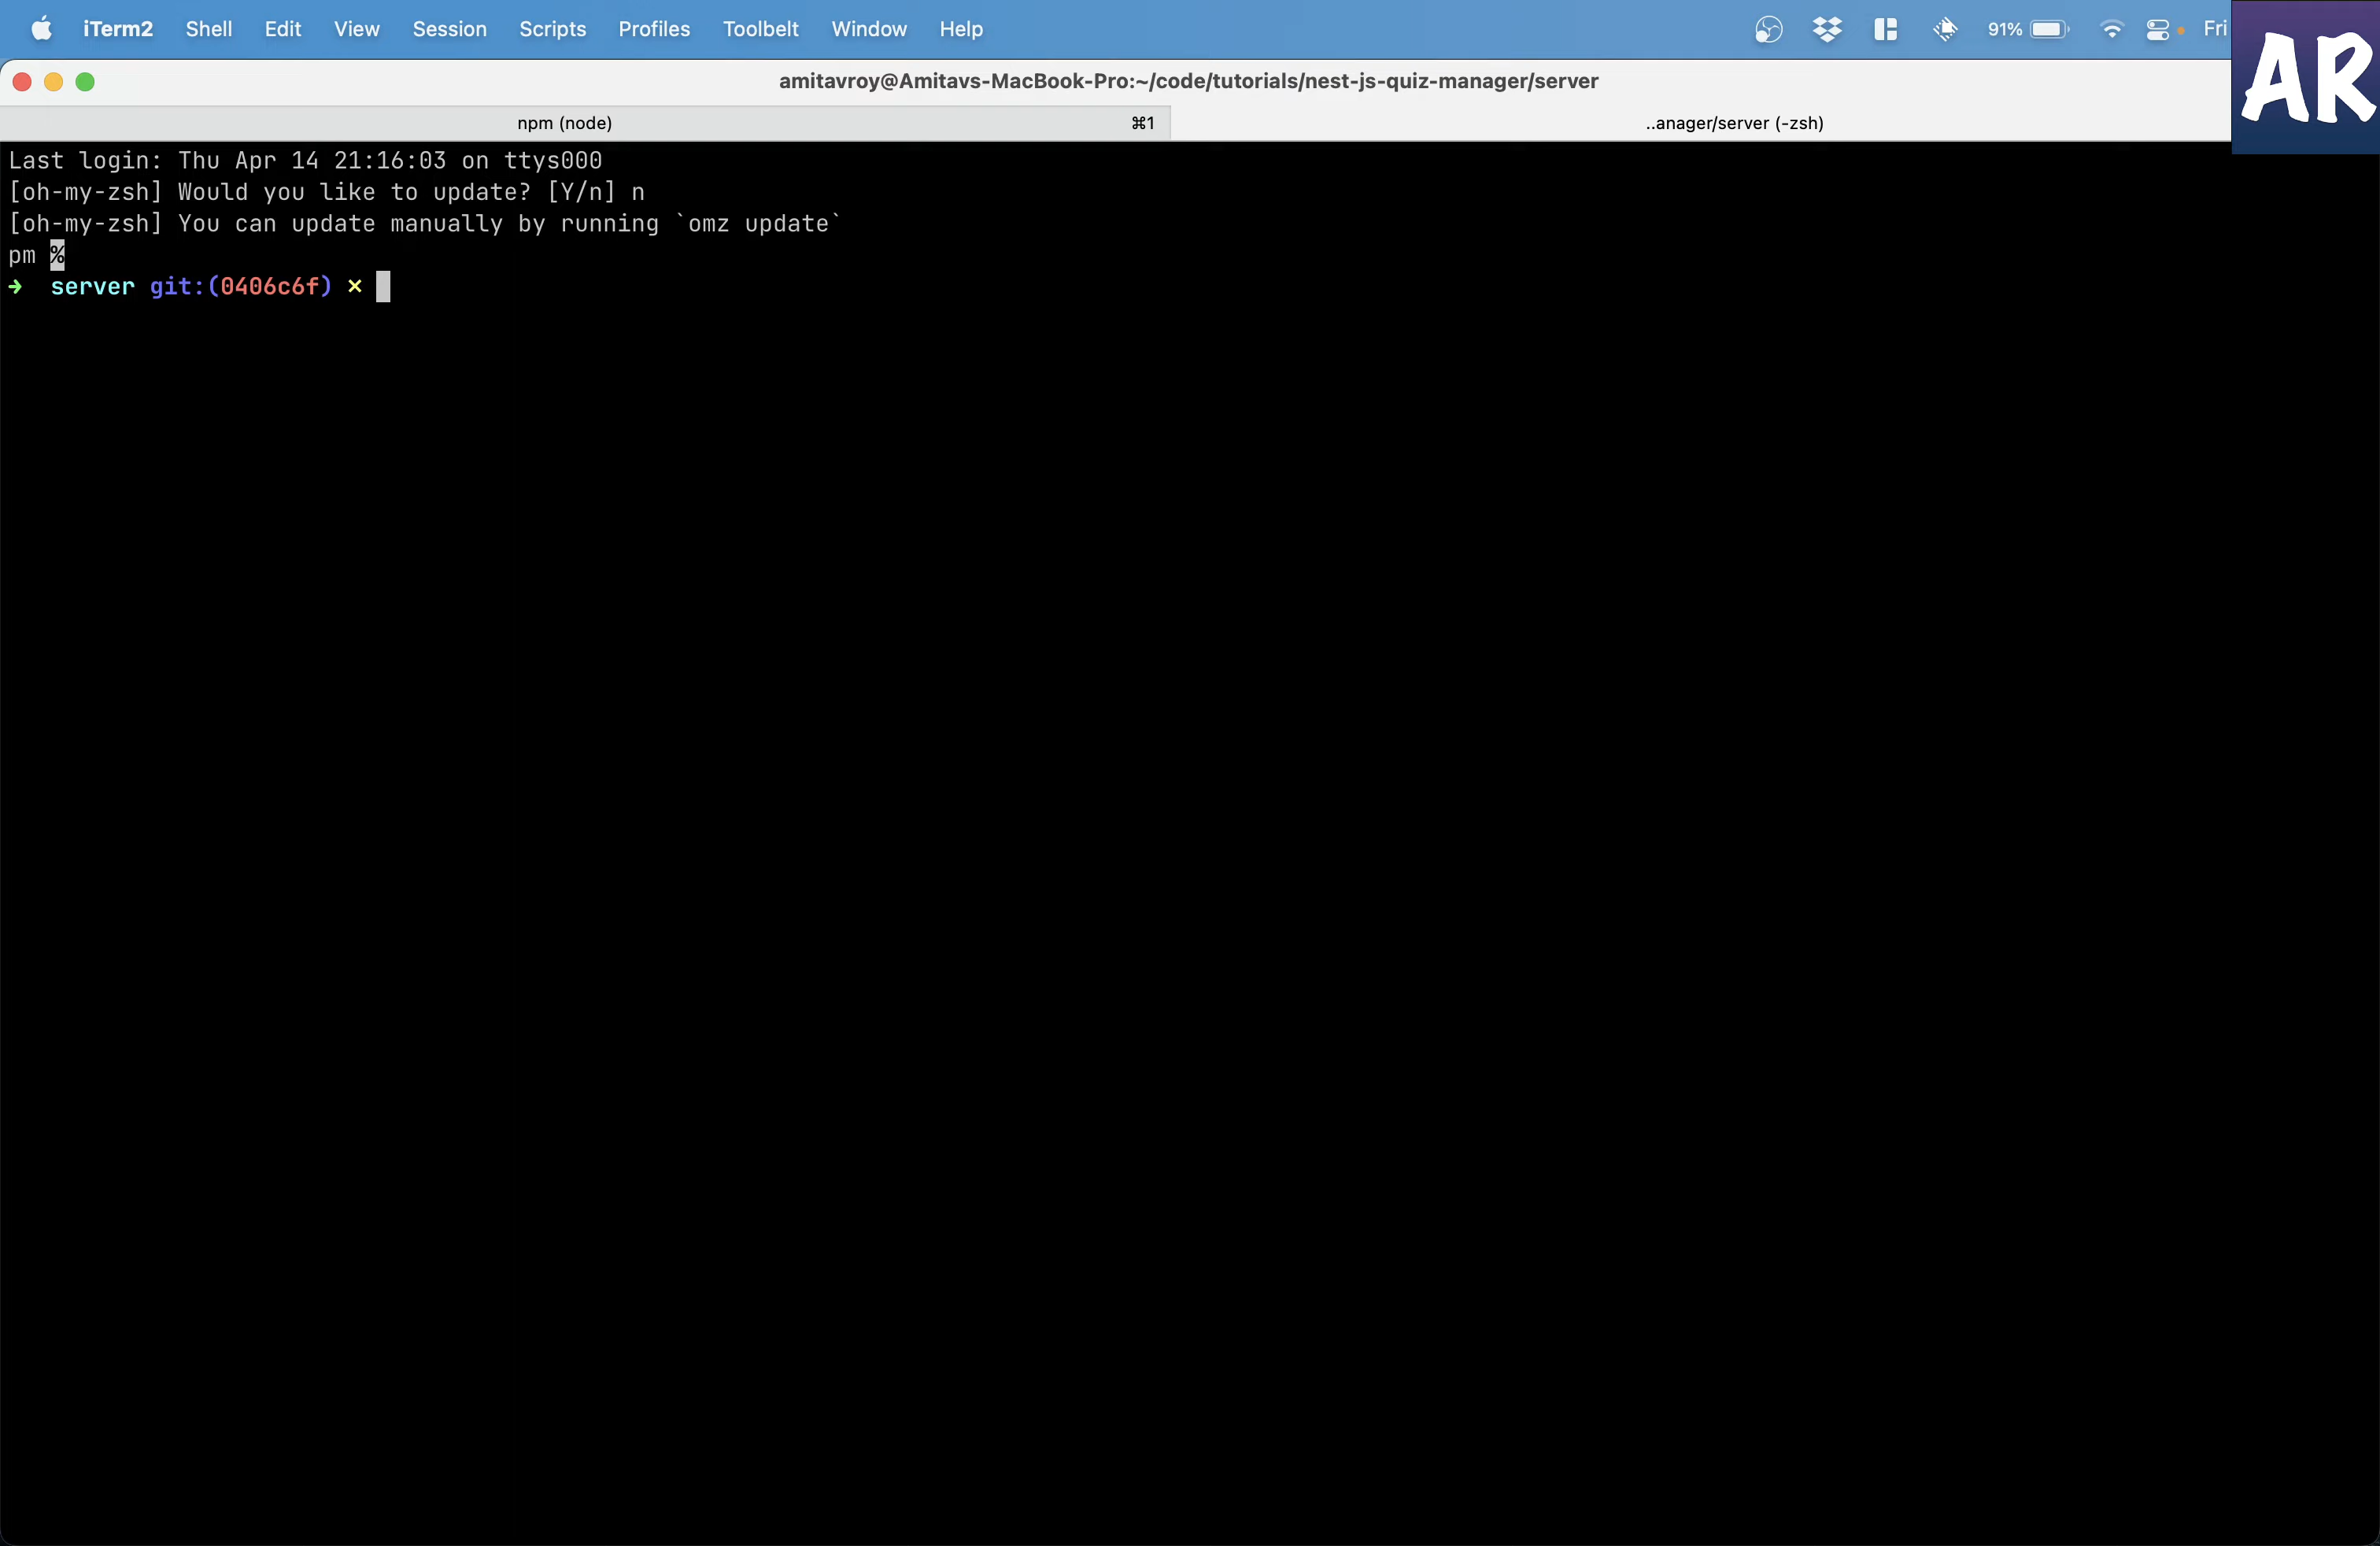 iTerm2 Shell Edit View Session Scripts Profiles Toolbelt Window Help 91% Fri
AR
amitavroy@Amitavs-MacBook-Pro:~/code/tutorials/nest-js-quiz-manager/server
npm (node) ⌘1 ..anager/server (-zsh)
Last login: Thu Apr 14 21:16:03 on ttys000
[oh-my-zsh] Would you like to update? [Y/n] n
[oh-my-zsh] You can update manually by running `omz update`
pm %
➜ server git:(0406c6f) ✗